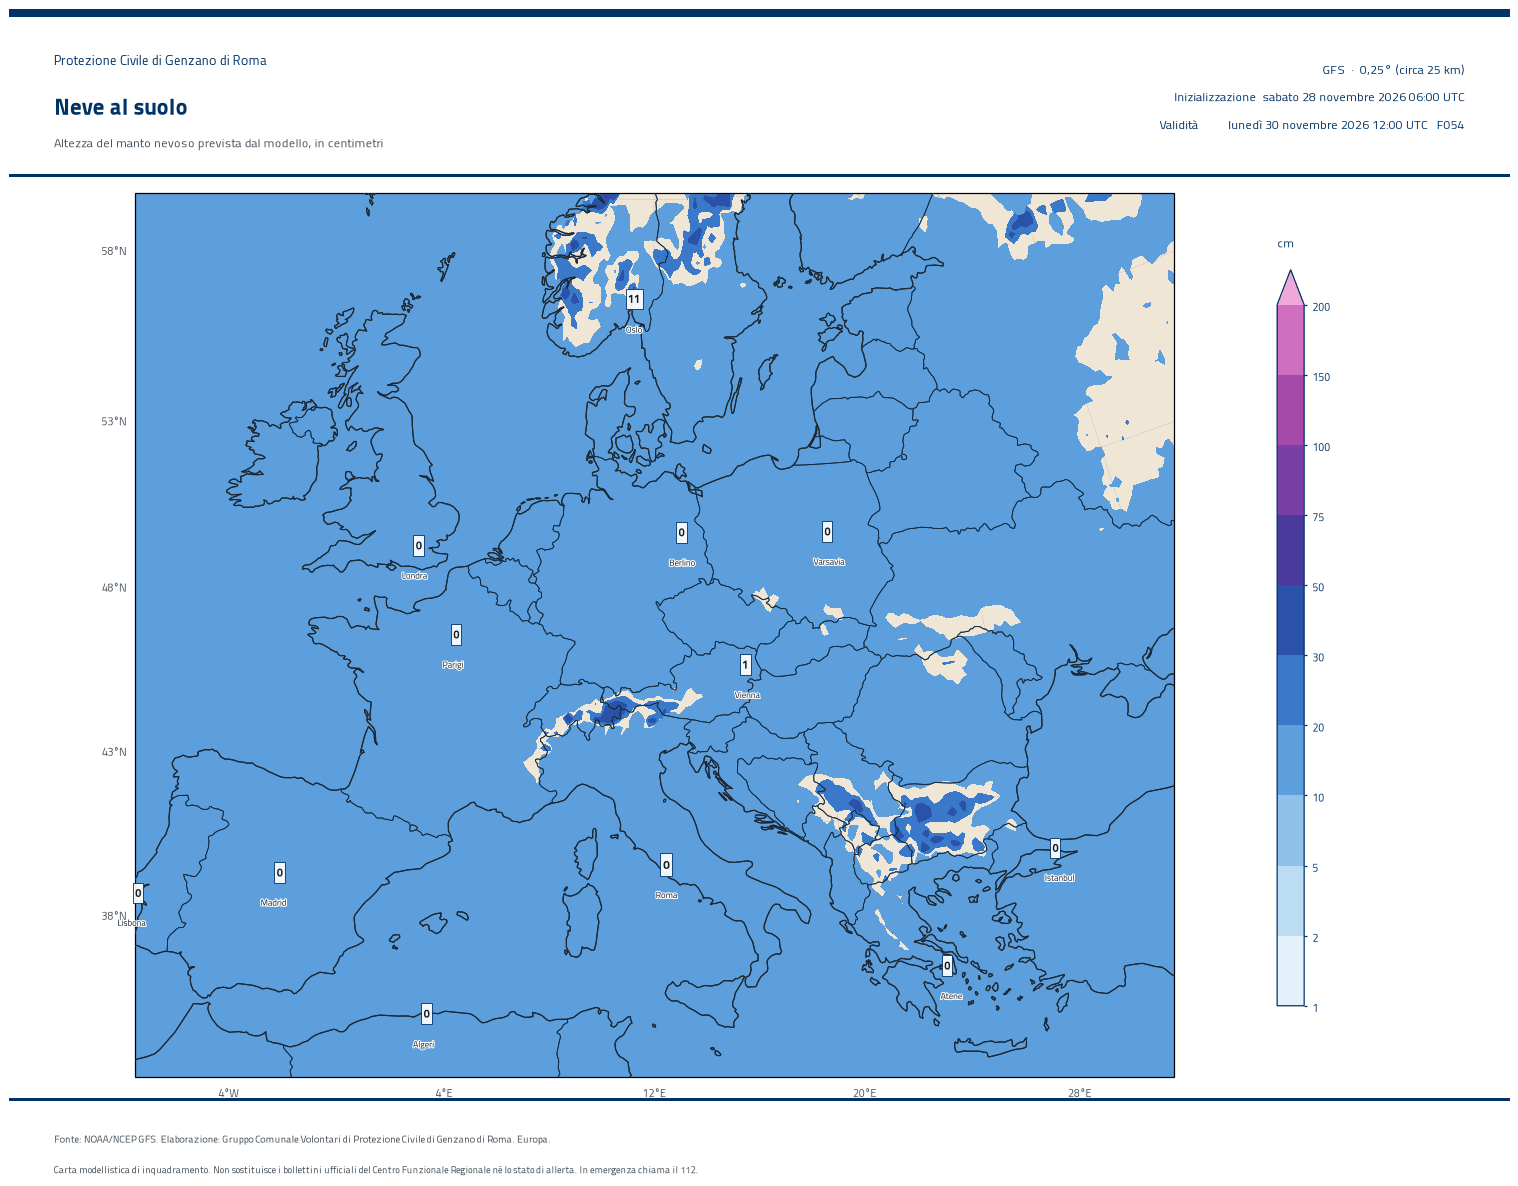 Protezione Civile di Genzano di Roma
Neve al suolo
Altezza del manto nevoso prevista dal modello, in centimetri
GFS · 0,25° (circa 25 km)
Inizializzazione sabato 28 novembre 2026 06:00 UTC
Validità lunedì 30 novembre 2026 12:00 UTC F054
cm
200
150
100
75
50
30
20
10
5
2
1
58°N
53°N
48°N
43°N
38°N
11
Oslo
0
Londra
0
Berlino
0
Varsavia
0
Parigi
1
Vienna
0
Madrid
0
Lisbona
0
Roma
0
Istanbul
0
Atene
0
Algeri
4°W
4°E
12°E
20°E
28°E
Fonte: NOAA/NCEP GFS. Elaborazione: Gruppo Comunale Volontari di Protezione Civile di Genzano di Roma. Europa.
Carta modellistica di inquadramento. Non sostituisce i bollettini ufficiali del Centro Funzionale Regionale né lo stato di allerta. In emergenza chiama il 112.